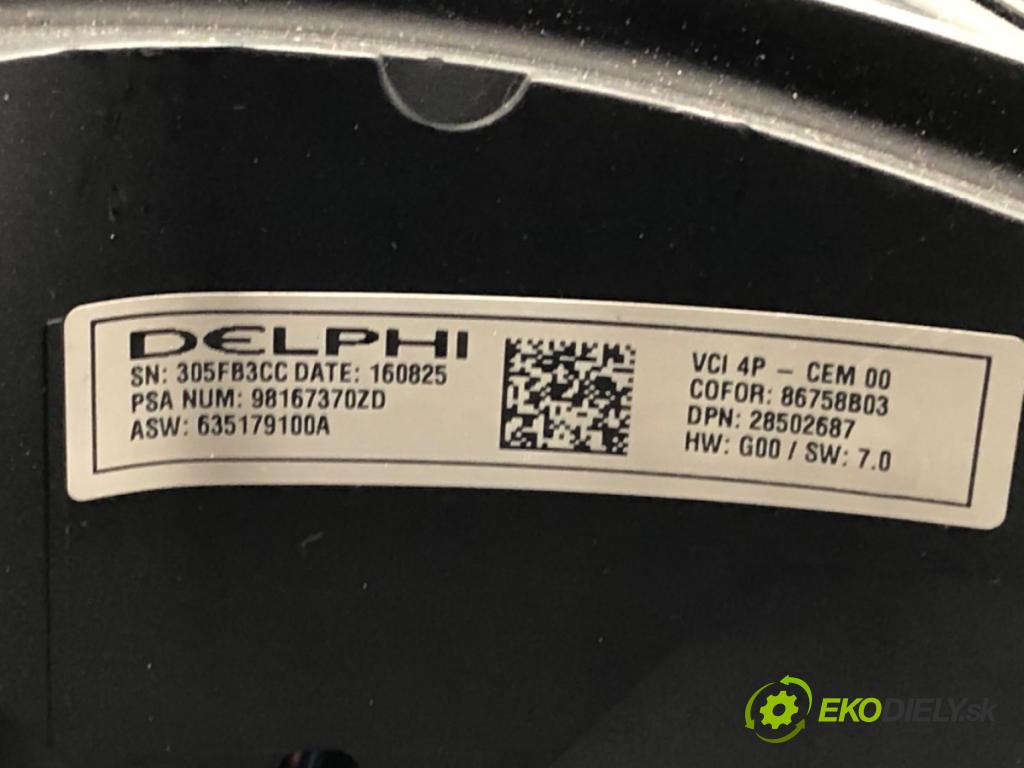 DELPHI
SN: 305FB3CC DATE: 160825
PSA NUM: 98167370ZD
ASW: 635179100A
VCI 4P - CEM 00
COFOR: 86758B03
DPN: 28502687
HW: G00 / SW: 7.0
EKODIELY.sk